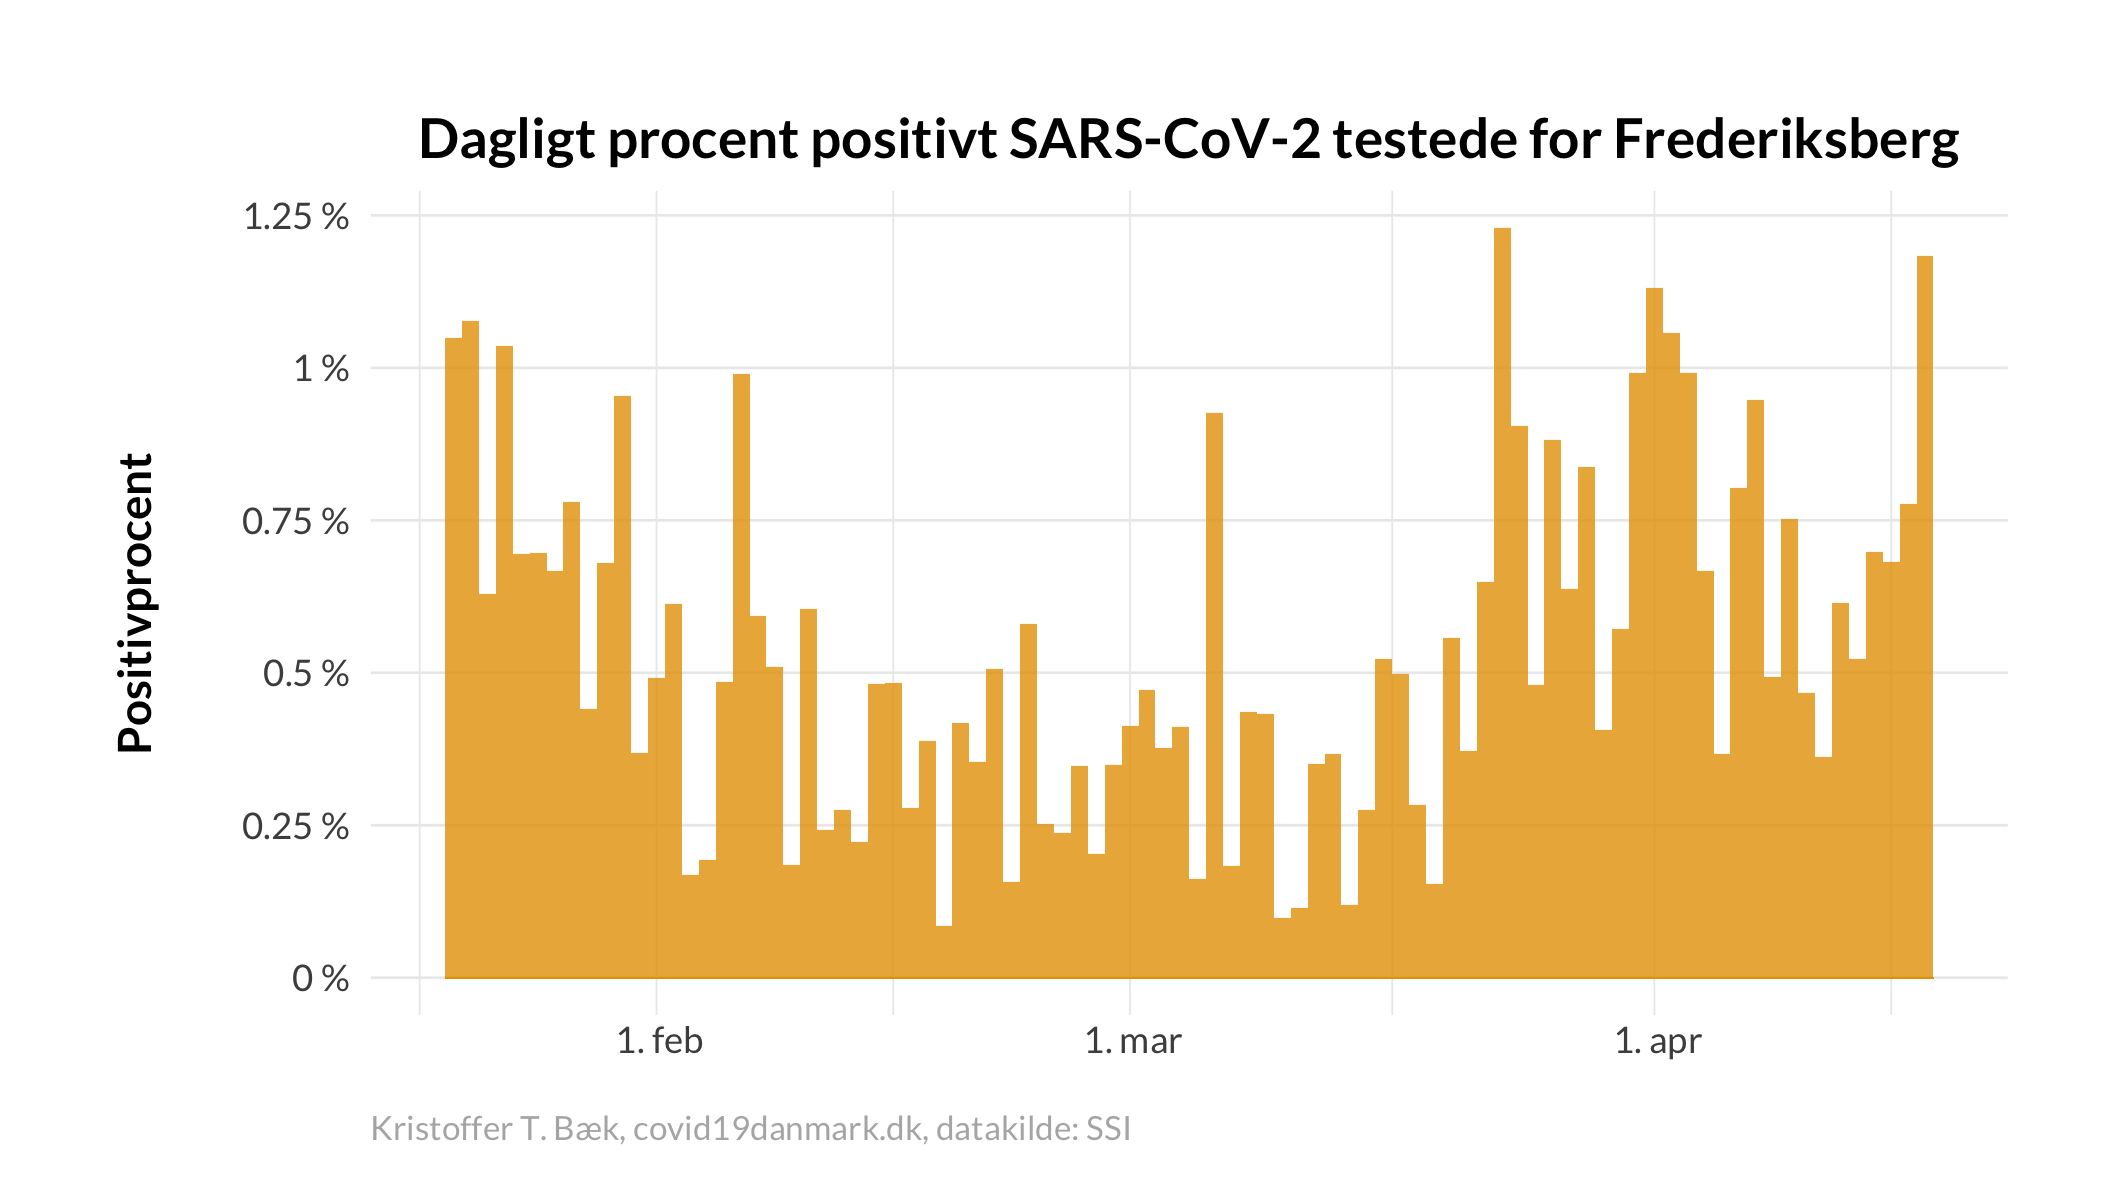 Dagligt procent positivt SARS-CoV-2 testede for Frederiksberg
Positivprocent
1.25 %
1 %
0.75 %
0.5 %
0.25 %
0 %
1. feb
1. mar
1. apr
Kristoffer T. Bæk, covid19danmark.dk, datakilde: SSI